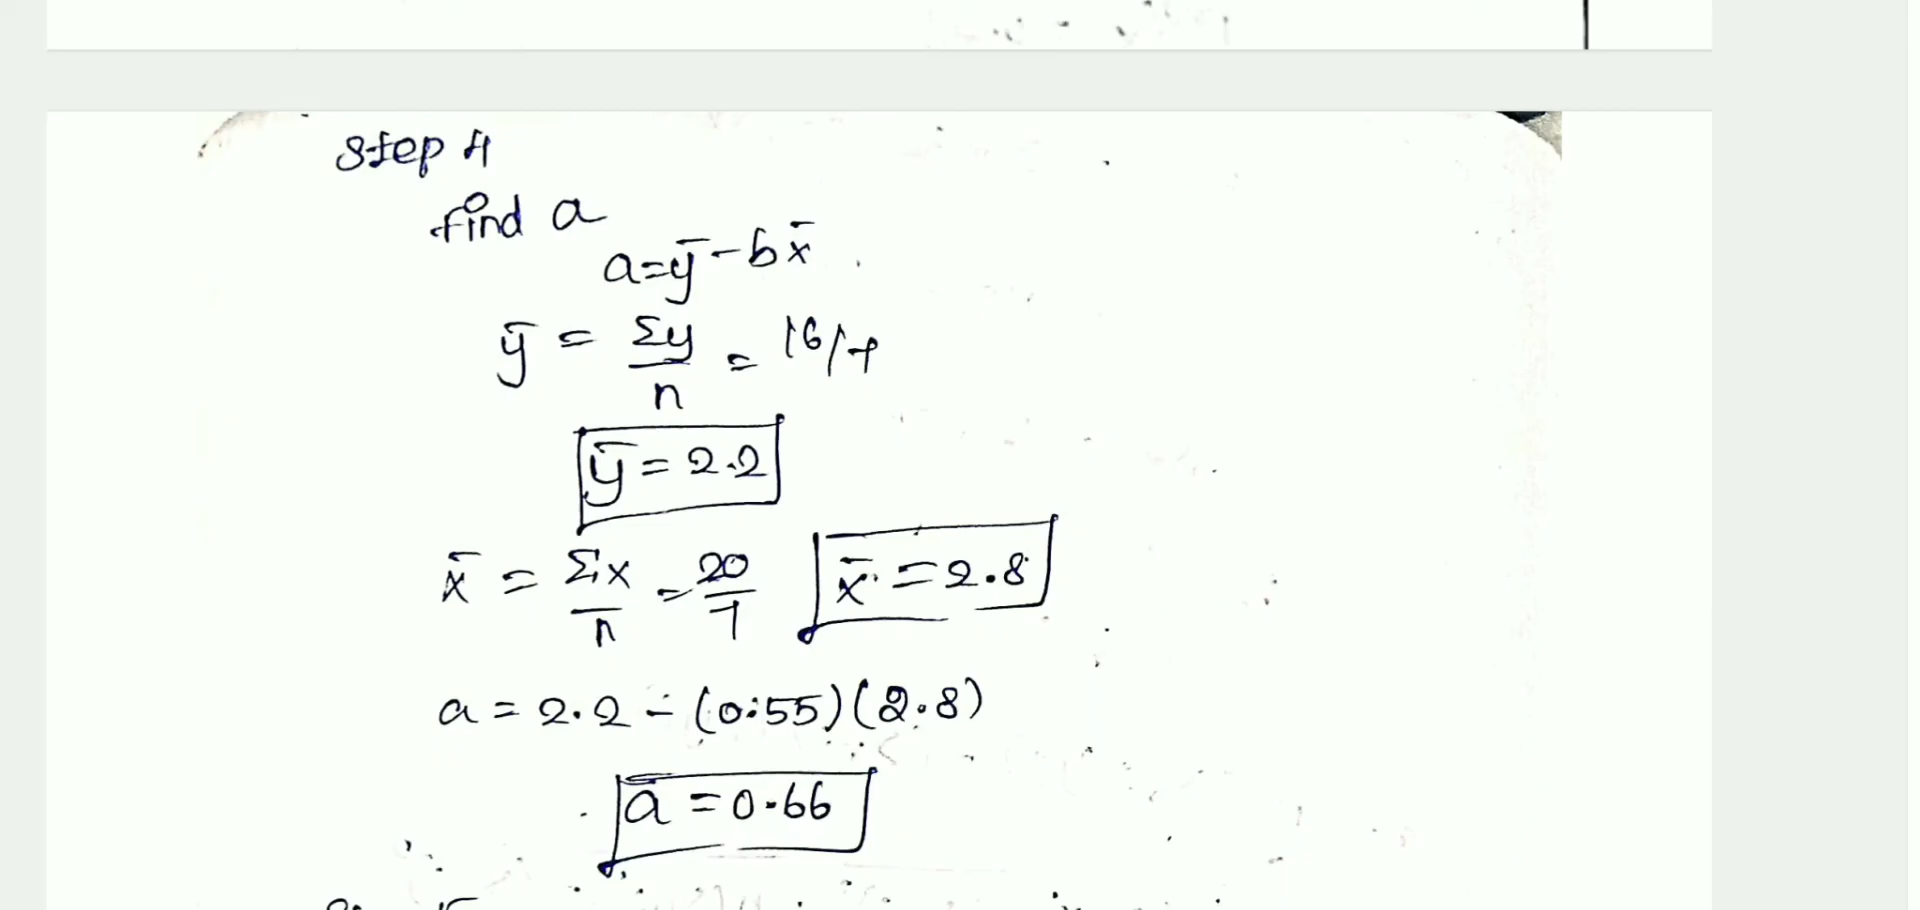 Step 4
find a
a=ȳ-bx̄
ȳ = Σy/n = 16/7
ȳ = 2.2
x̄ = Σx/n = 20/7 x̄ = 2.8
a = 2.2 - (0.55)(2.8)
a = 0.66